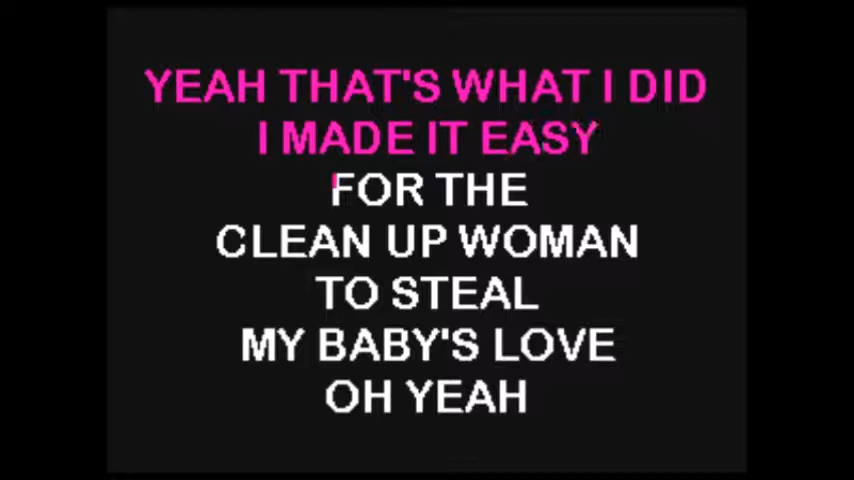 YEAH THAT'S WHAT I DID
I MADE IT EASY
FOR THE
CLEAN UP WOMAN
TO STEAL
MY BABY'S LOVE
OH YEAH